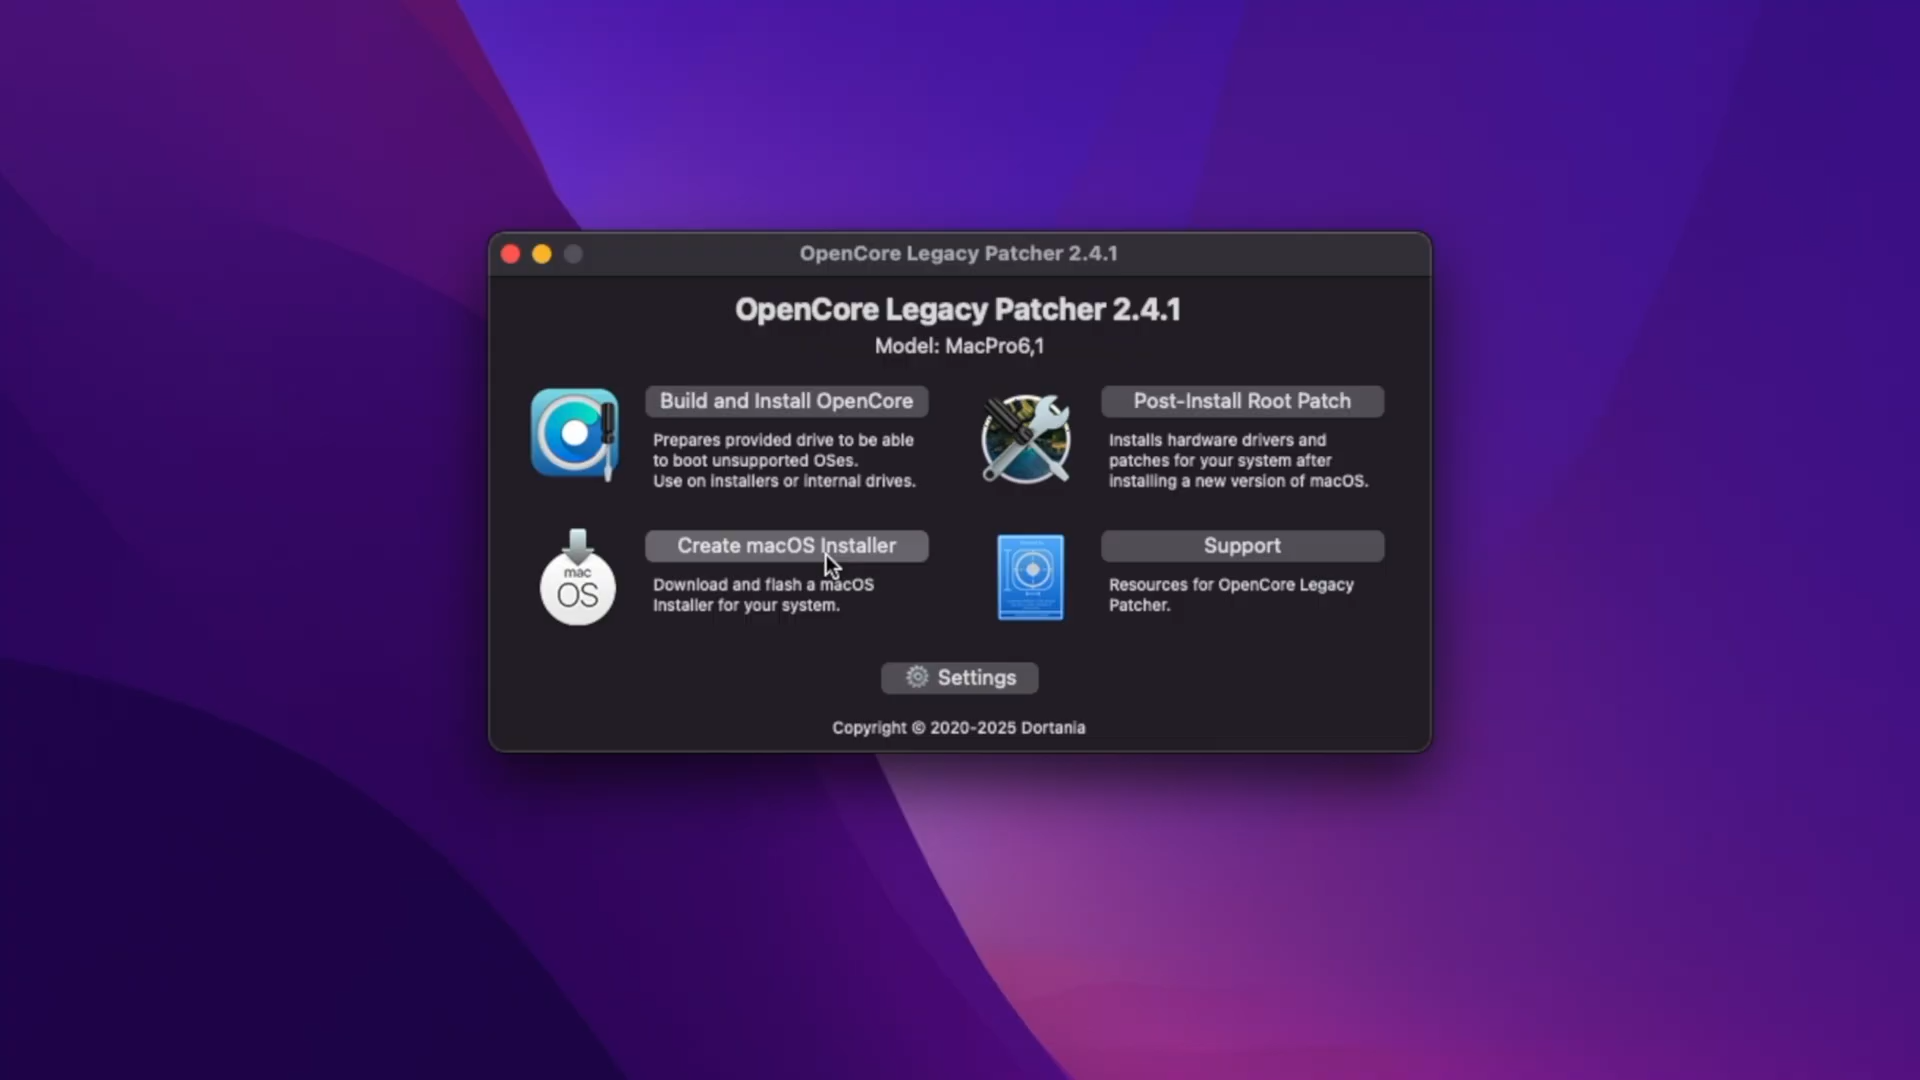 OpenCore Legacy Patcher 2.4.1
OpenCore Legacy Patcher 2.4.1
Model: MacPro6,1
Build and Install OpenCore
Prepares provided drive to be able
to boot unsupported OSes.
Use on installers or internal drives.
Post-Install Root Patch
Installs hardware drivers and
patches for your system after
installing a new version of macOS.
mac
OS
Create macOS Installer
Download and flash a macOS
Installer for your system.
Support
Resources for OpenCore Legacy
Patcher.
Settings
Copyright © 2020-2025 Dortania